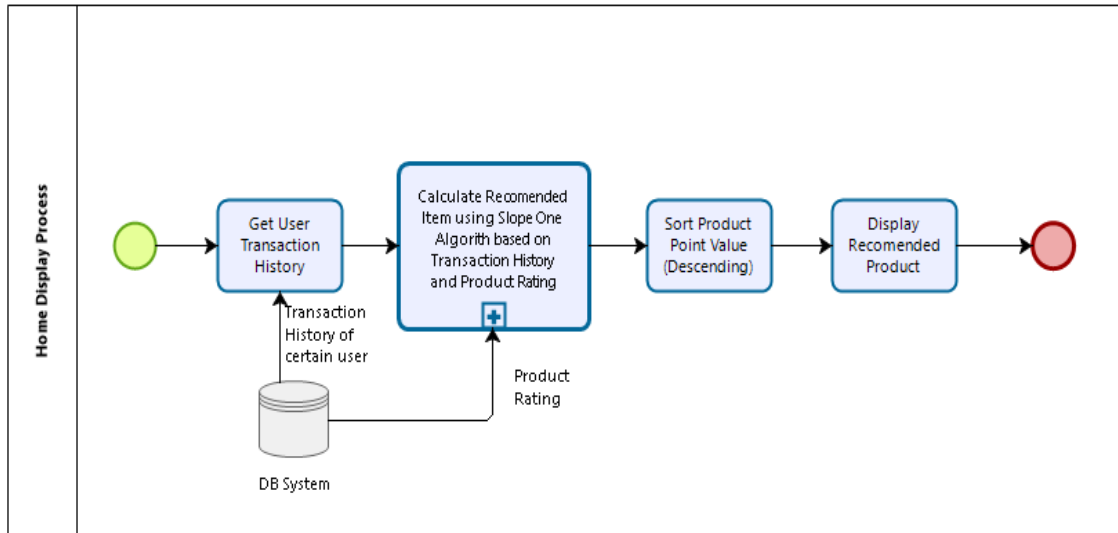 Home Display Process
Get User
Transaction
History
Calculate Recomended
Item using Slope One
Algorith based on
Transaction History
and Product Rating
Sort Product
Point Value
(Descending)
Display
Recomended
Product
Transaction
History of
certain user
Product
Rating
DB System